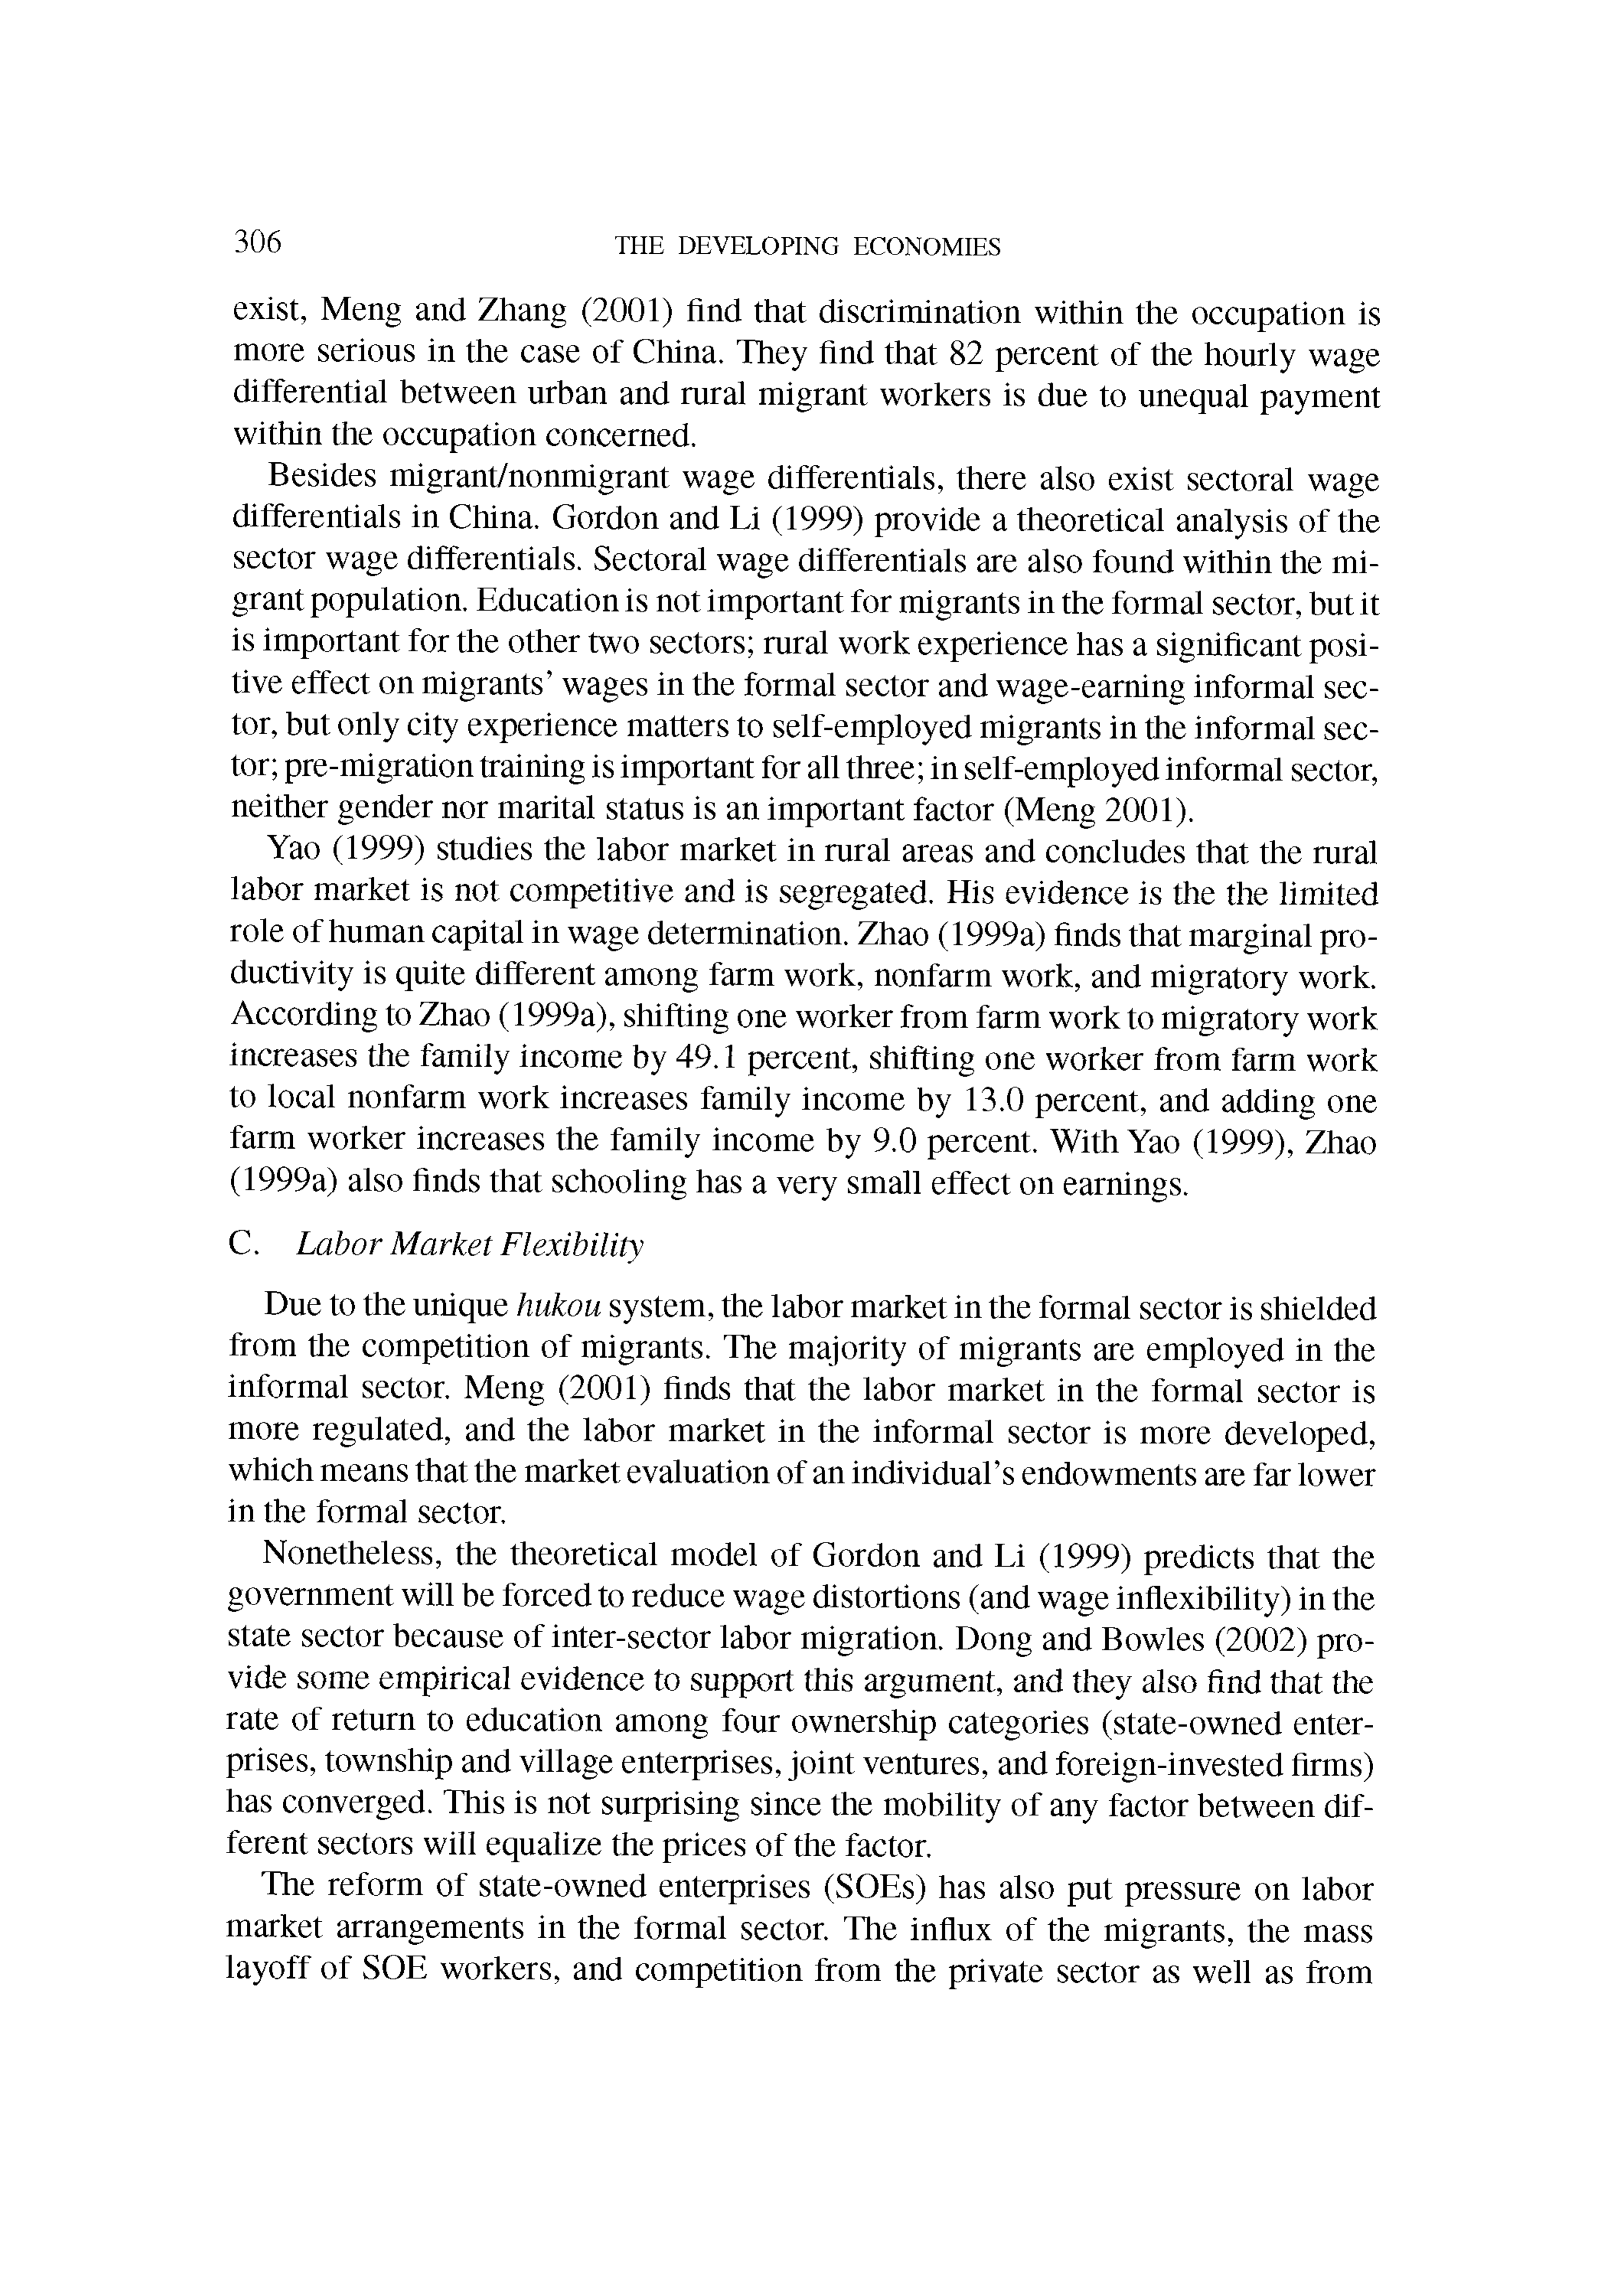 306
THE DEVELOPING ECONOMIES
exist, Meng and Zhang (2001) find that discrimination within the occupation is
more serious in the case of China. They find that 82 percent of the hourly wage
differential between urban and rural migrant workers is due to unequal payment
within the occupation concerned.
Besides migrant/nonmigrant wage differentials, there also exist sectoral wage
differentials in China. Gordon and Li (1999) provide a theoretical analysis of the
sector wage differentials. Sectoral wage differentials are also found within the mi-
grant population. Education is not important for migrants in the formal sector, but it
is important for the other two sectors; rural work experience has a significant posi-
tive effect on migrants’ wages in the formal sector and wage-earning informal sec-
tor, but only city experience matters to self-employed migrants in the informal sec-
tor; pre-migration training is important for all three; in self-employed informal sector,
neither gender nor marital status is an important factor (Meng 2001).
Yao (1999) studies the labor market in rural areas and concludes that the rural
labor market is not competitive and is segregated. His evidence is the the limited
role of human capital in wage determination. Zhao (1999a) finds that marginal pro-
ductivity is quite different among farm work, nonfarm work, and migratory work.
According to Zhao (1999a), shifting one worker from farm work to migratory work
increases the family income by 49.1 percent, shifting one worker from farm work
to local nonfarm work increases family income by 13.0 percent, and adding one
farm worker increases the family income by 9.0 percent. With Yao (1999), Zhao
(1999a) also finds that schooling has a very small effect on earnings.
C. Labor Market Flexibility
Due to the unique hukou system, the labor market in the formal sector is shielded
from the competition of migrants. The majority of migrants are employed in the
informal sector. Meng (2001) finds that the labor market in the formal sector is
more regulated, and the labor market in the informal sector is more developed,
which means that the market evaluation of an individual’s endowments are far lower
in the formal sector.
Nonetheless, the theoretical model of Gordon and Li (1999) predicts that the
government will be forced to reduce wage distortions (and wage inflexibility) in the
state sector because of inter-sector labor migration. Dong and Bowles (2002) pro-
vide some empirical evidence to support this argument, and they also find that the
rate of return to education among four ownership categories (state-owned enter-
prises, township and village enterprises, joint ventures, and foreign-invested firms)
has converged. This is not surprising since the mobility of any factor between dif-
ferent sectors will equalize the prices of the factor.
The reform of state-owned enterprises (SOEs) has also put pressure on labor
market arrangements in the formal sector. The influx of the migrants, the mass
layoff of SOE workers, and competition from the private sector as well as from